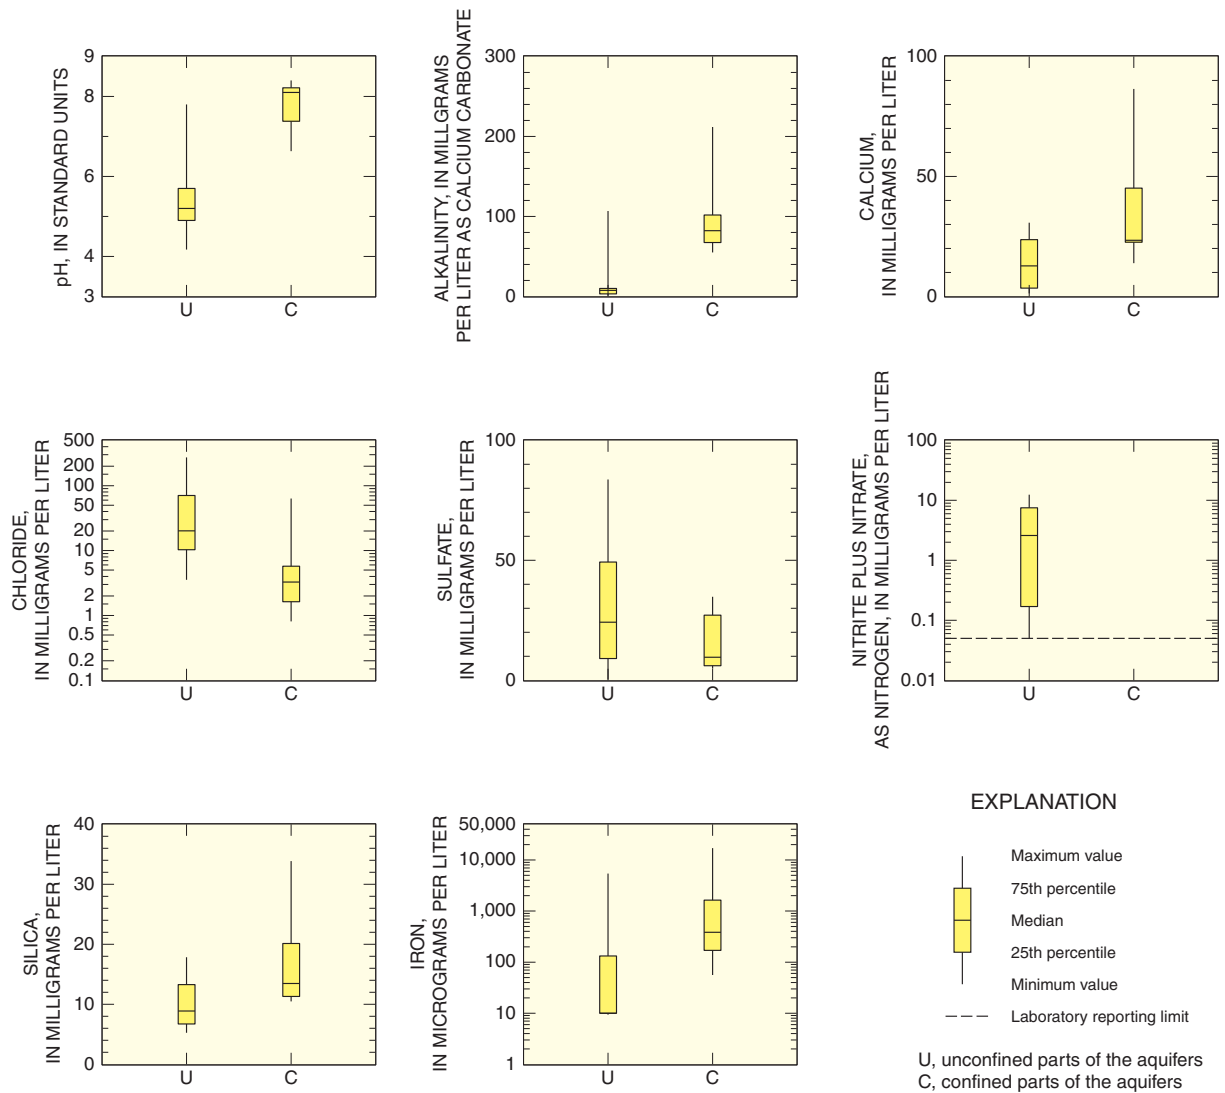 pH, IN STANDARD UNITS
9
8
6
4
3
U
C
ALKALINITY, IN MILLGRAMS
PER LITER AS CALCIUM CARBONATE
300
200
100
0
U
C
CALCIUM,
IN MILLIGRAMS PER LITER
100
50
0
U
C
CHLORIDE,
IN MILLIGRAMS PER LITER
500
200
100
50
20
10
5
2
1
0.5
0.2
0.1
U
C
SULFATE,
IN MILLIGRAMS PER LITER
100
50
0
U
C
NITRITE PLUS NITRATE,
AS NITROGEN, IN MILLIGRAMS PER LITER
100
10
1
0.1
0.01
U
C
SILICA,
IN MILLIGRAMS PER LITER
40
30
20
10
0
U
C
IRON,
IN MICROGRAMS PER LITER
50,000
10,000
1,000
100
10
1
U
C
EXPLANATION
Maximum value
75th percentile
Median
25th percentile
Minimum value
Laboratory reporting limit
U, unconfined parts of the aquifers
C, confined parts of the aquifers